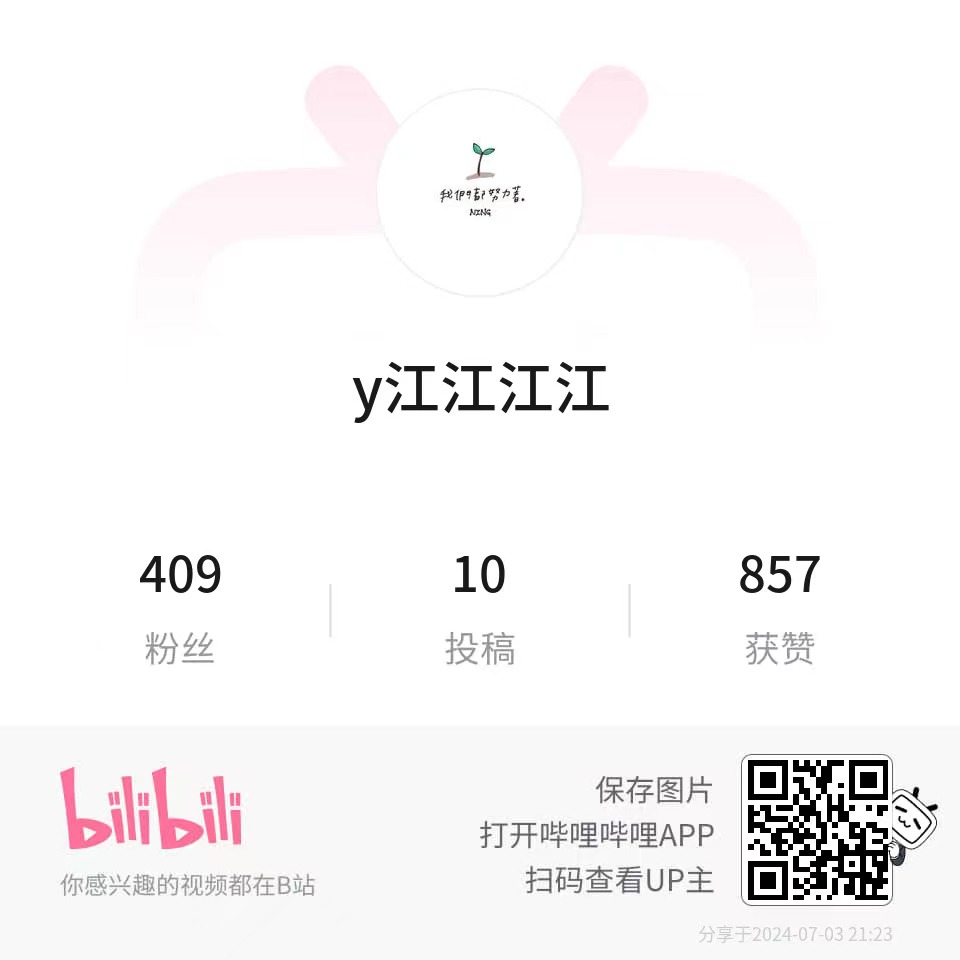 我們都努力著。
NING
y江江江江
409
粉丝
10
投稿
857
获赞
bilibili
你感兴趣的视频都在B站
保存图片
打开哔哩哔哩APP
扫码查看UP主
分享于2024-07-03 21:23